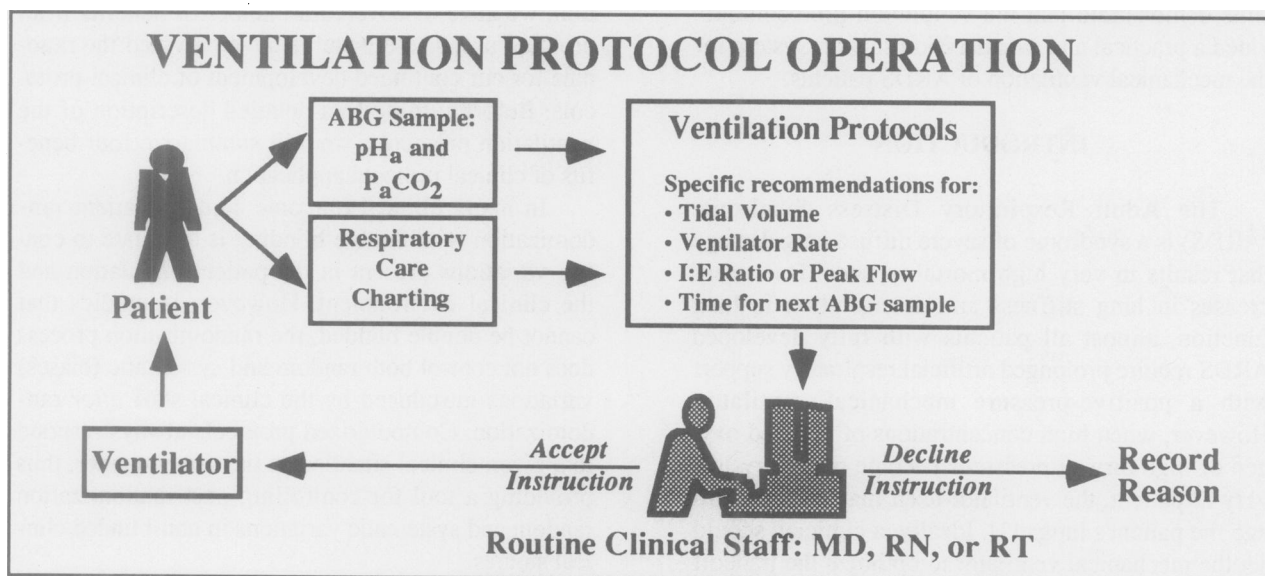 VENTILATION PROTOCOL OPERATION
ABG Sample:
pHa and
PaCO2
Respiratory
Care
Charting
Patient
Ventilation Protocols
Specific recommendations for:
• Tidal Volume
• Ventilator Rate
• I:E Ratio or Peak Flow
• Time for next ABG sample
Ventilator
Accept
Instruction
Decline
Instruction
Record
Reason
Routine Clinical Staff: MD, RN, or RT